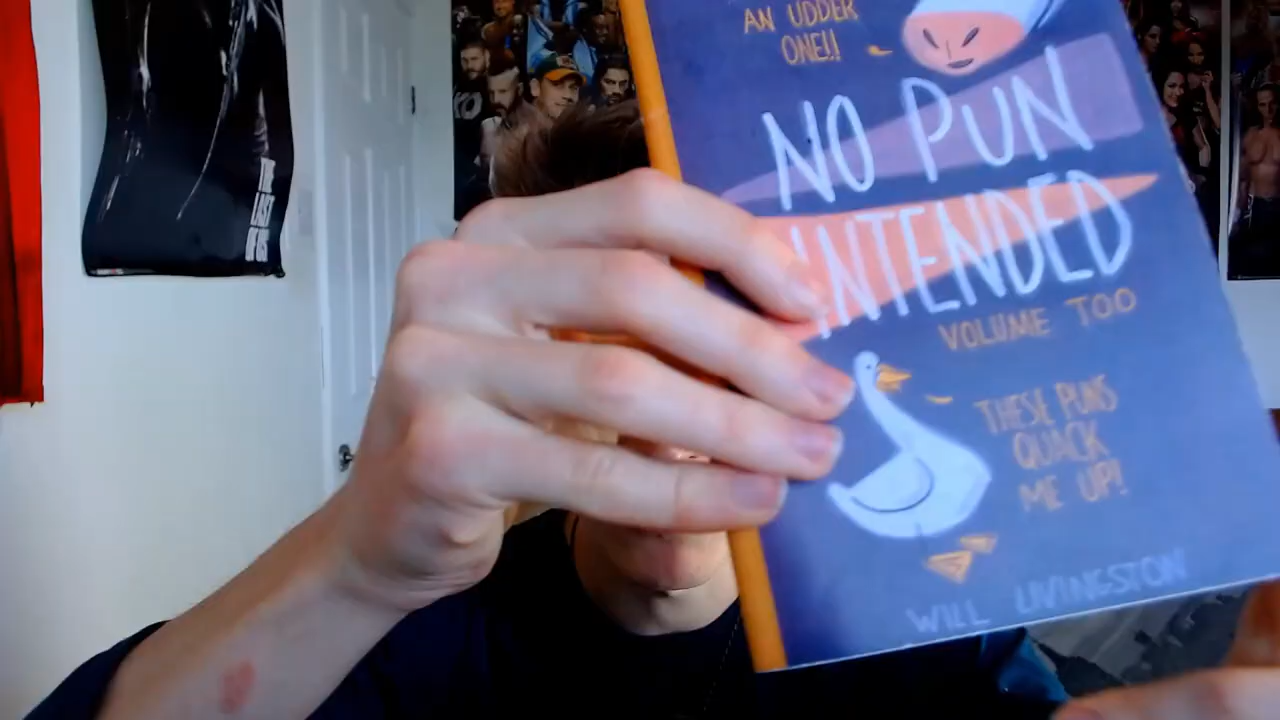 AN UDDER
ONE!!
NO PUN
INTENDED
VOLUME TOO
THESE PUNS
QUACK
ME UP!
WILL LIVINGSTON
THE
LAST
OF US